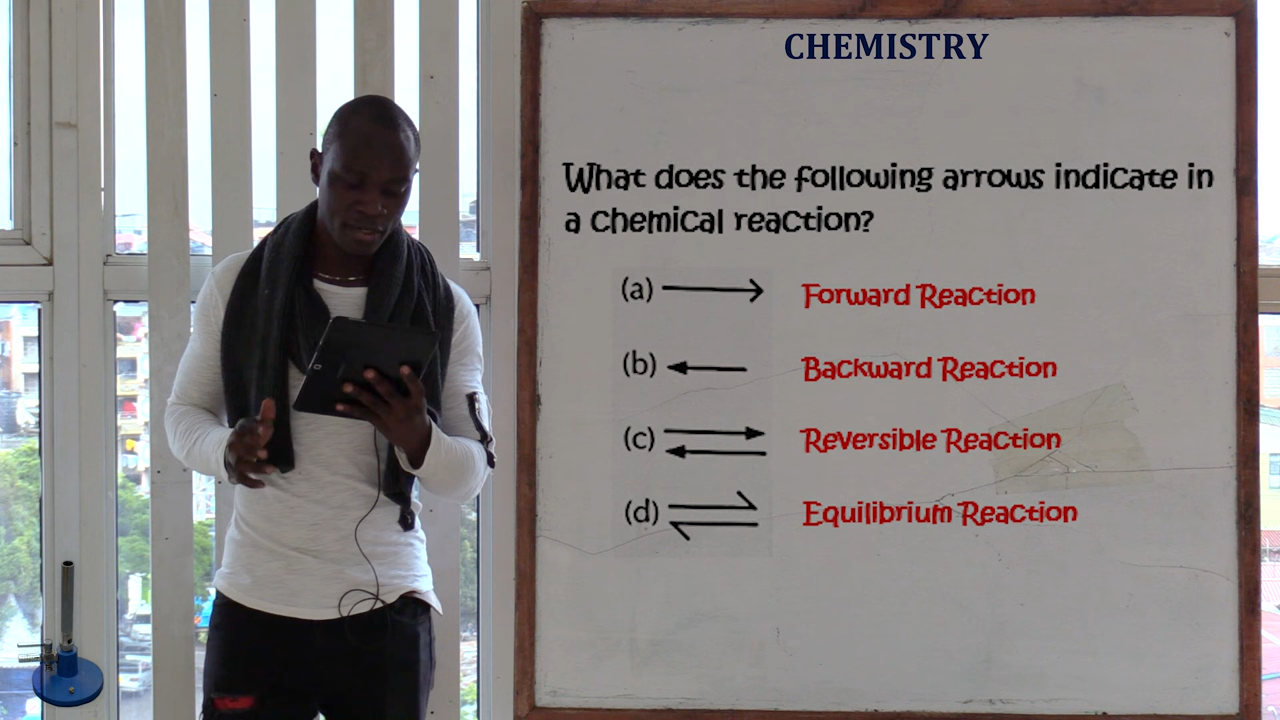 CHEMISTRY
What does the following arrows indicate in
a chemical reaction?
(a) Forward Reaction
(b) Backward Reaction
(c) Reversible Reaction
(d) Equilibrium Reaction